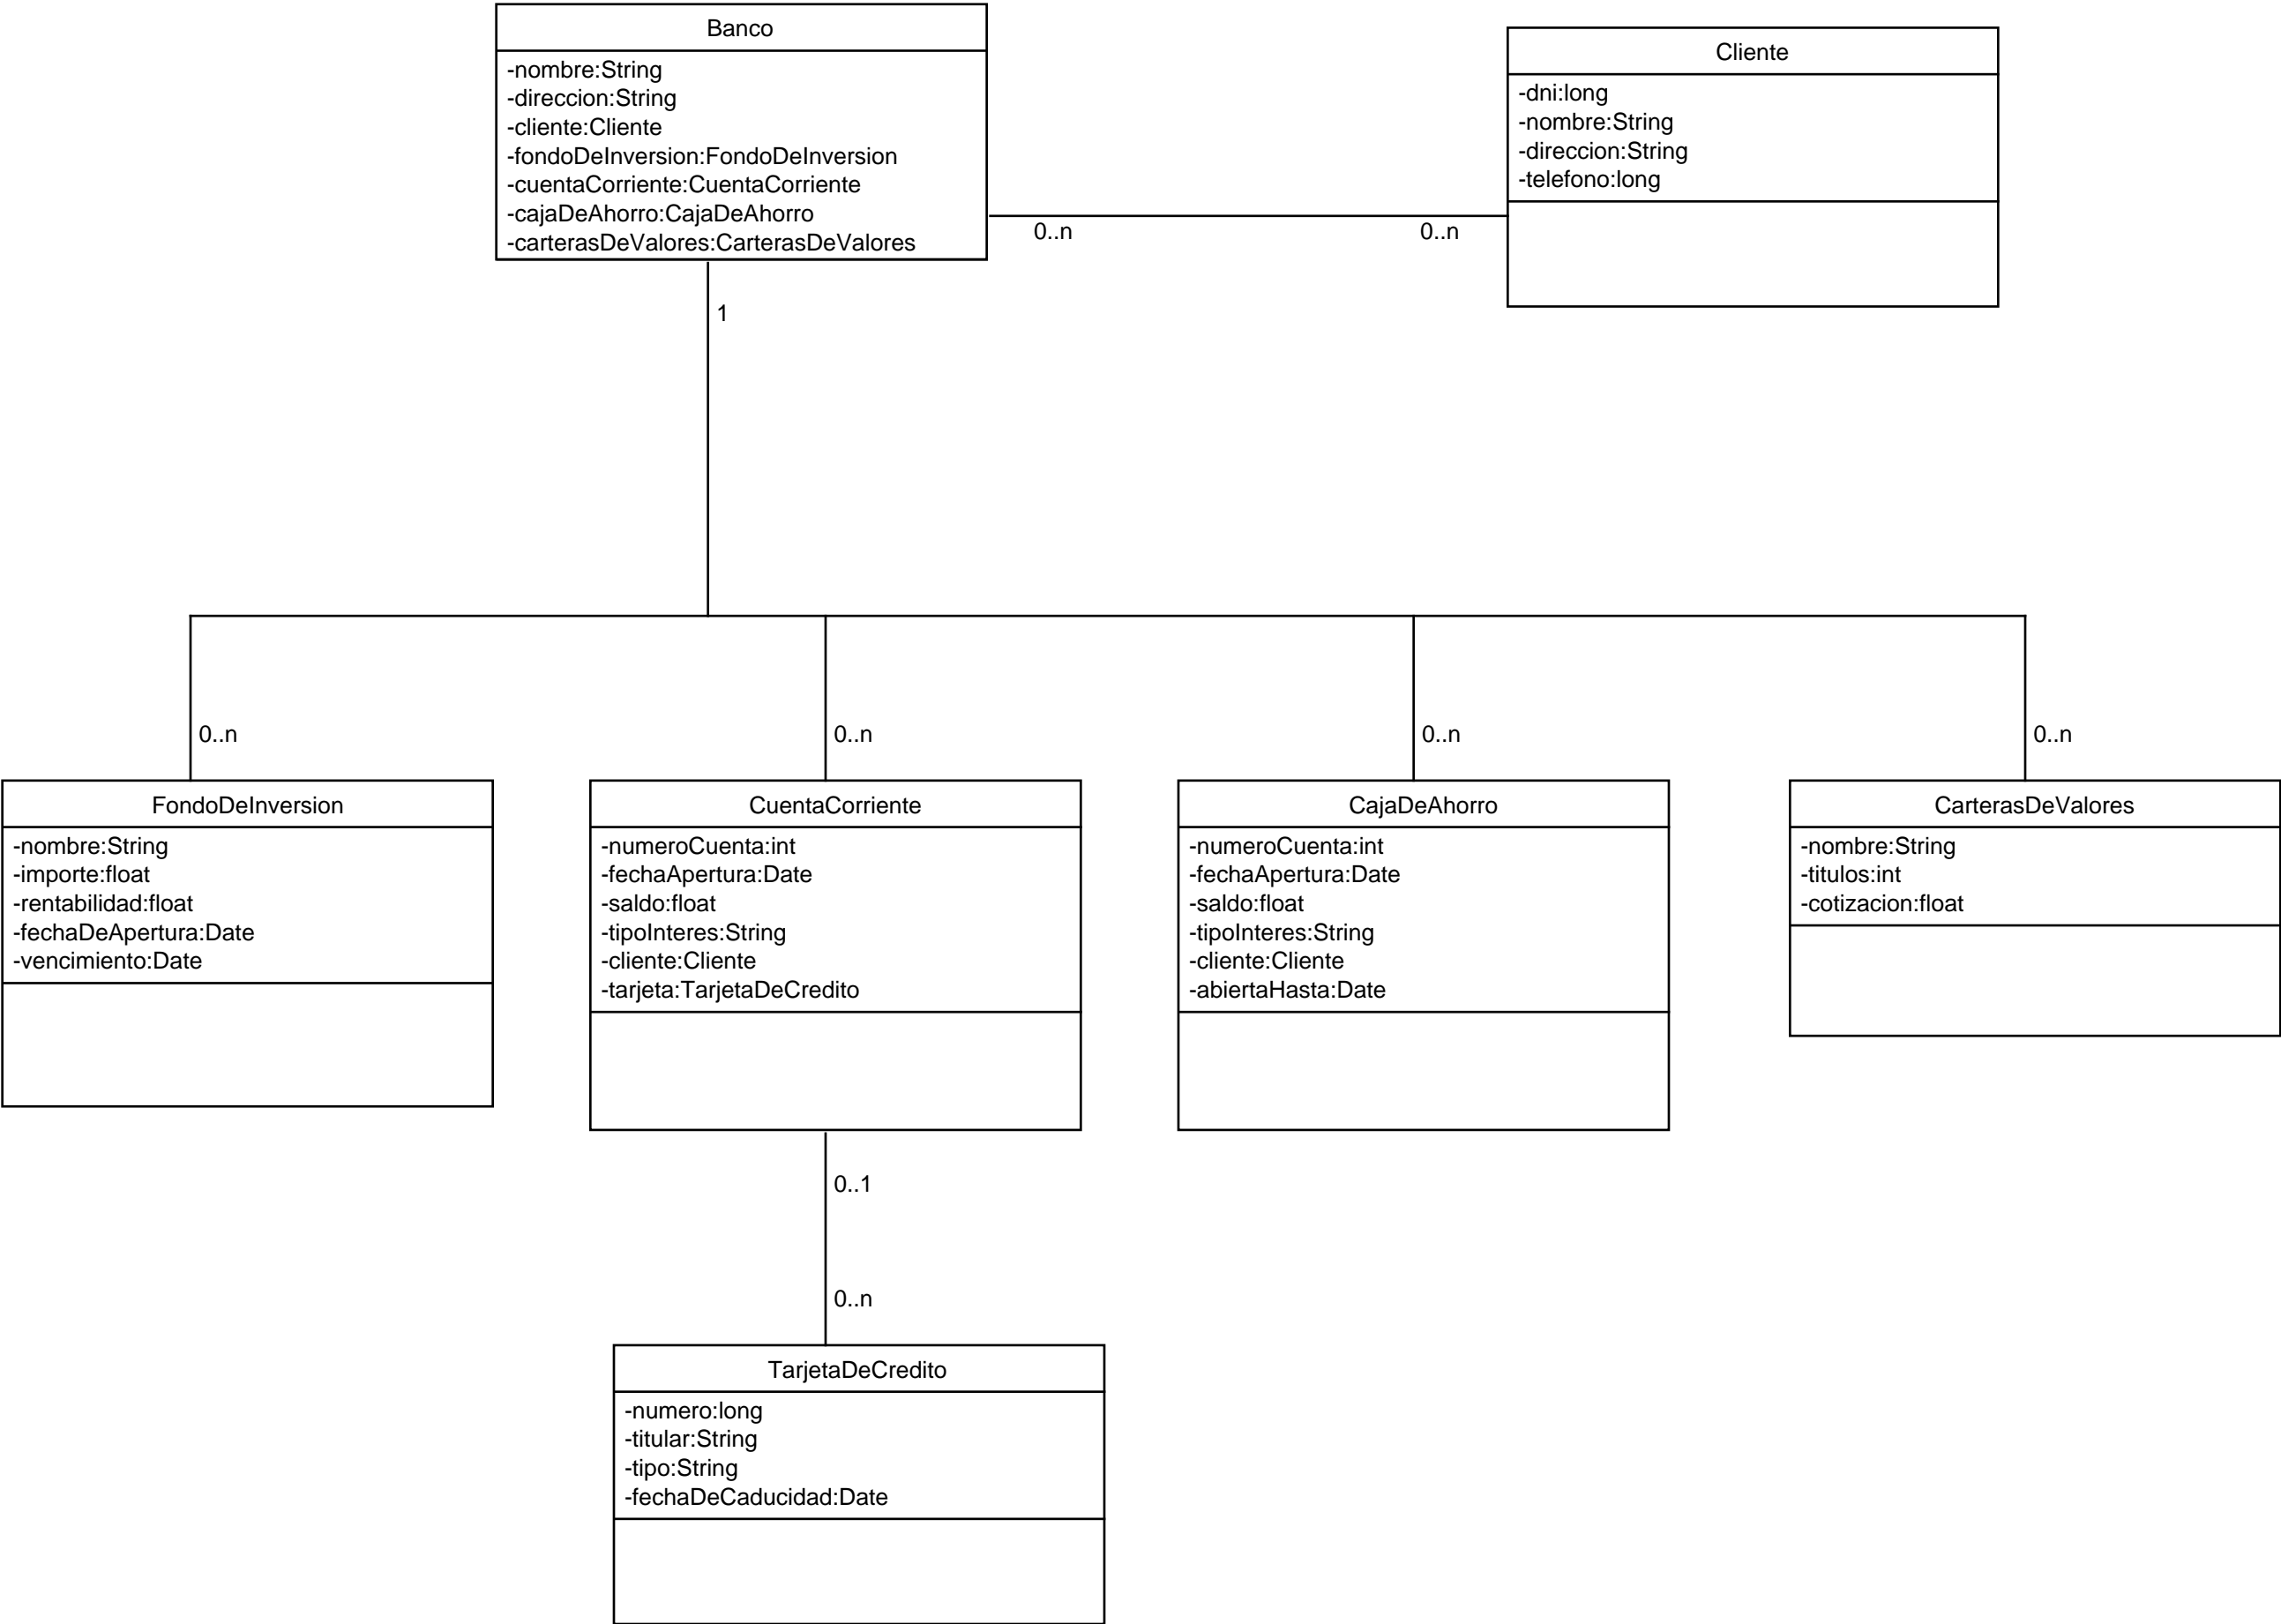 Banco
-nombre:String
-direccion:String
-cliente:Cliente
-fondoDeInversion:FondoDeInversion
-cuentaCorriente:CuentaCorriente
-cajaDeAhorro:CajaDeAhorro
-carterasDeValores:CarterasDeValores
Cliente
-dni:long
-nombre:String
-direccion:String
-telefono:long
0..n
0..n
1
0..n
0..n
0..n
0..n
FondoDeInversion
-nombre:String
-importe:float
-rentabilidad:float
-fechaDeApertura:Date
-vencimiento:Date
CuentaCorriente
-numeroCuenta:int
-fechaApertura:Date
-saldo:float
-tipoInteres:String
-cliente:Cliente
-tarjeta:TarjetaDeCredito
CajaDeAhorro
-numeroCuenta:int
-fechaApertura:Date
-saldo:float
-tipoInteres:String
-cliente:Cliente
-abiertaHasta:Date
CarterasDeValores
-nombre:String
-titulos:int
-cotizacion:float
0..1
0..n
TarjetaDeCredito
-numero:long
-titular:String
-tipo:String
-fechaDeCaducidad:Date